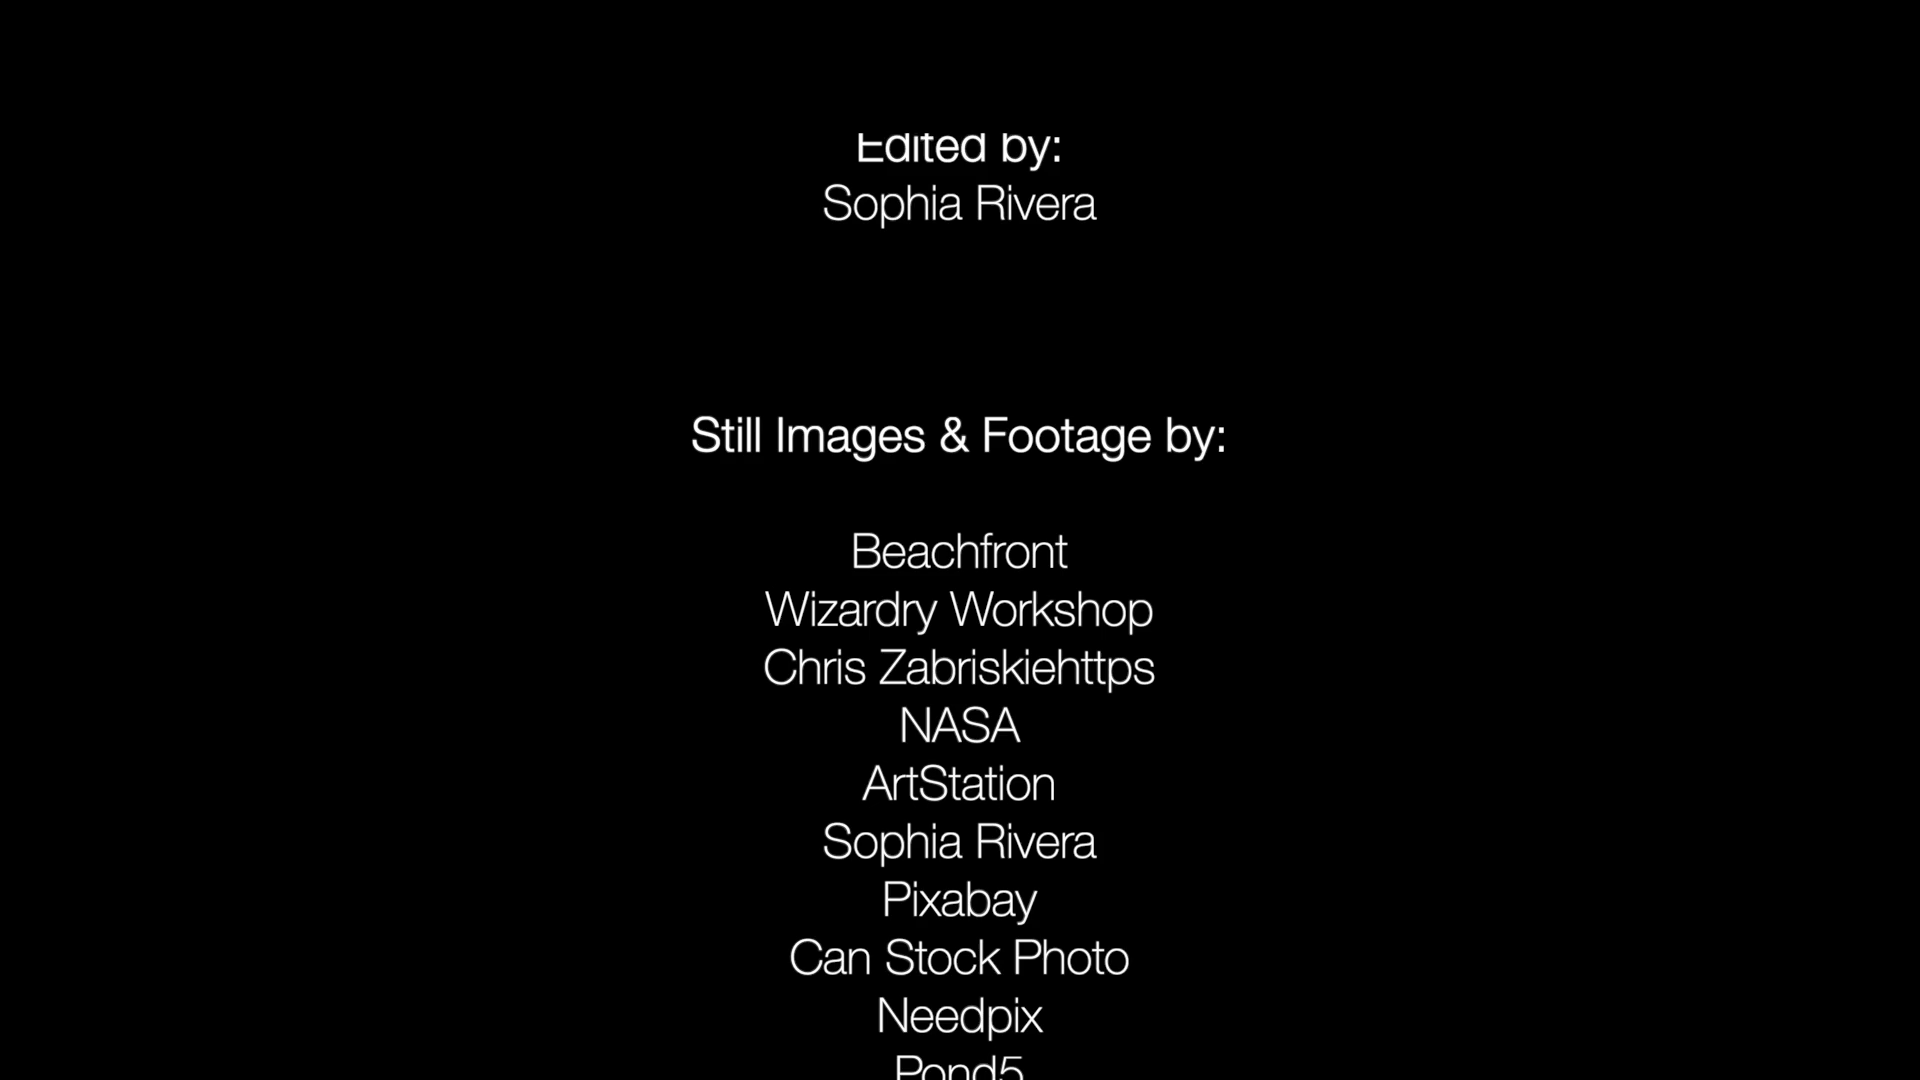 Edited by:
Sophia Rivera
Still Images & Footage by:
Beachfront
Wizardry Workshop
Chris Zabriskiehttps
NASA
ArtStation
Sophia Rivera
Pixabay
Can Stock Photo
Needpix
Pond5